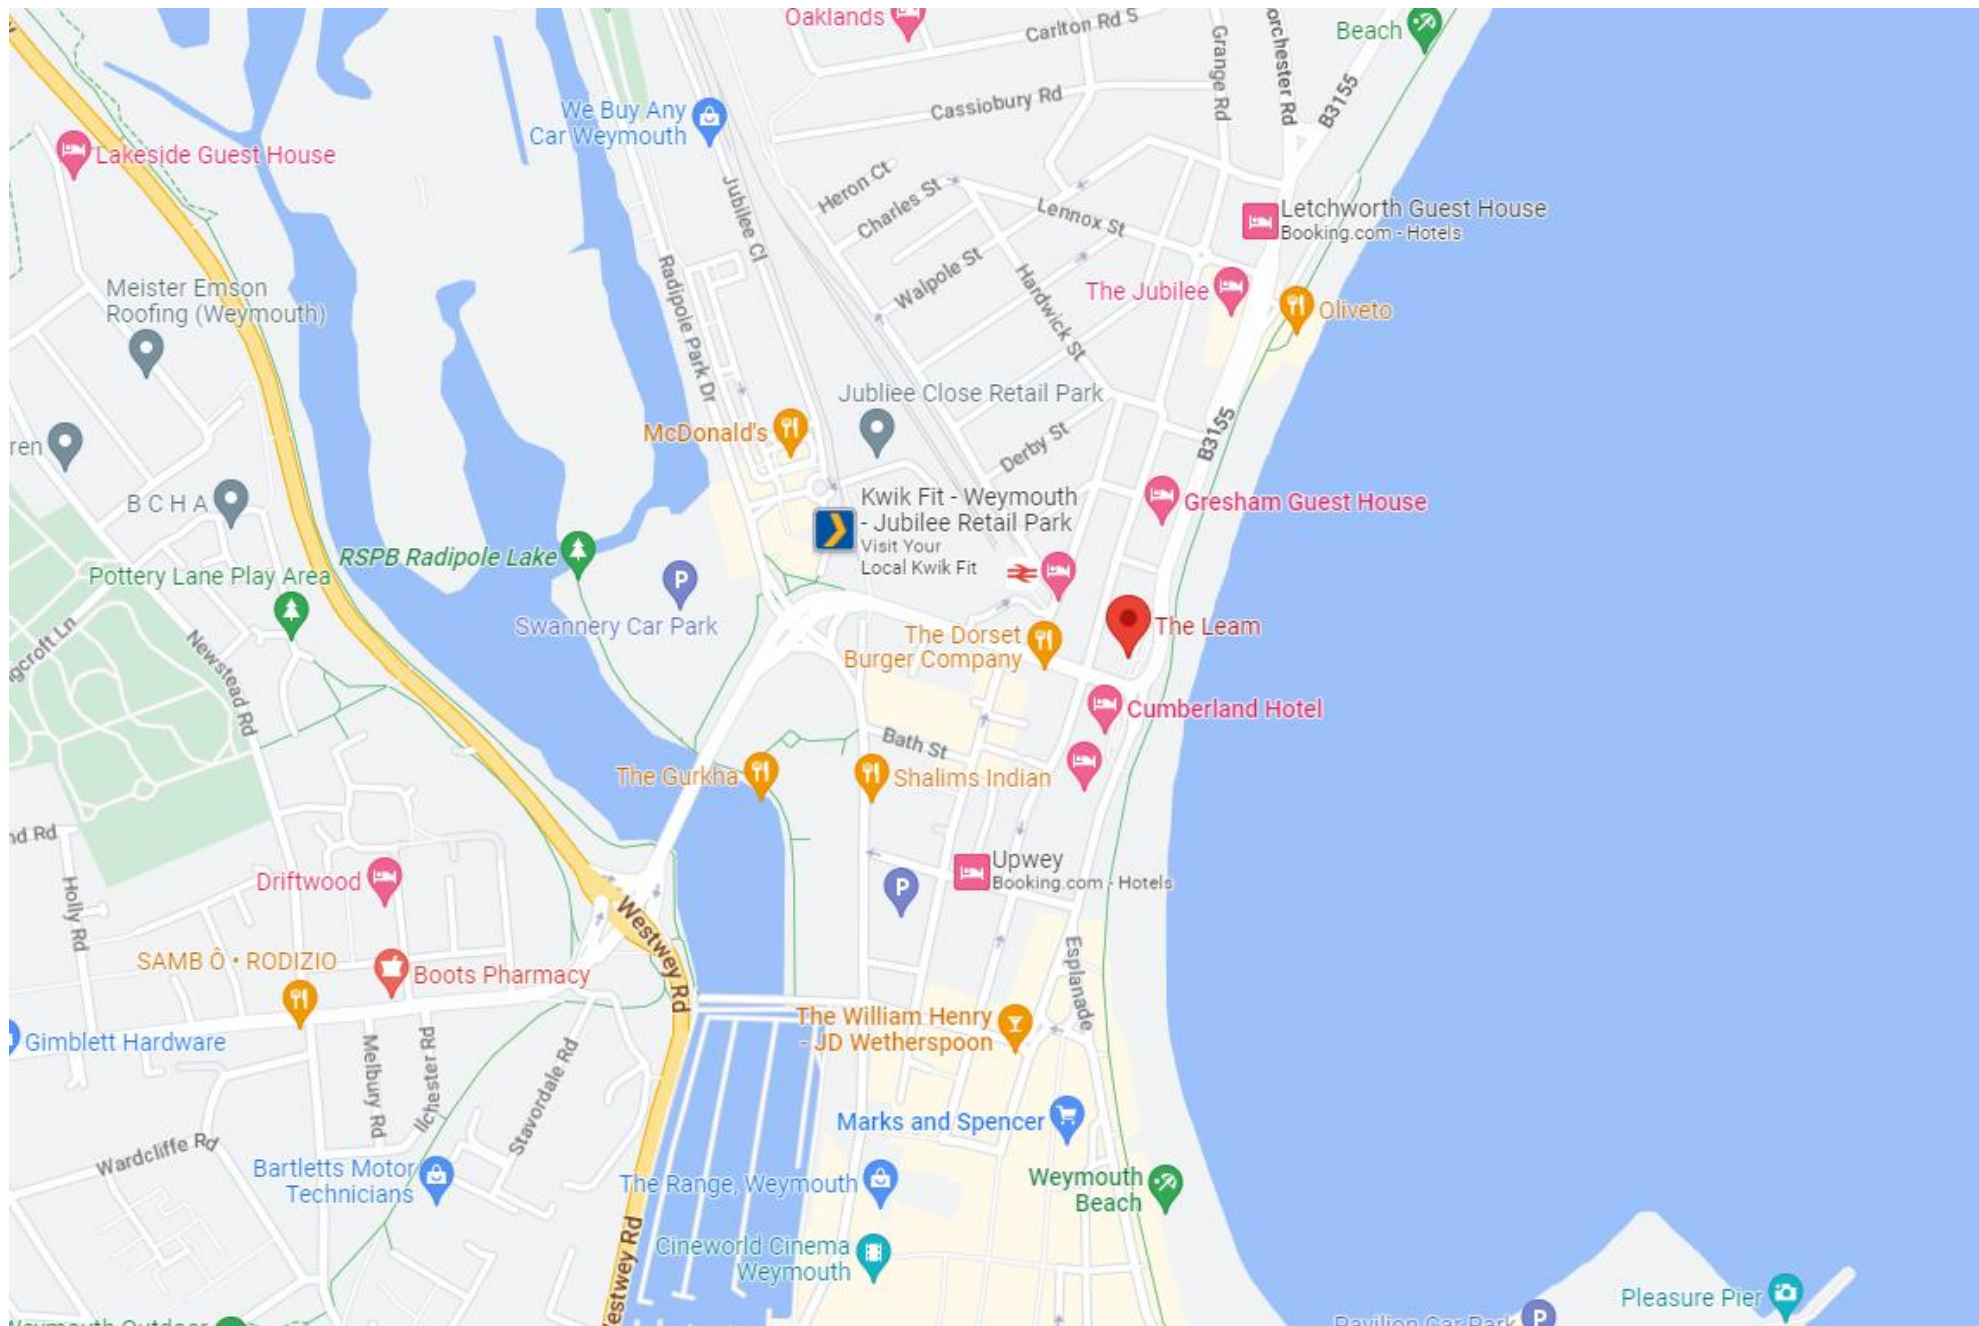 Oaklands
Carlton Rd S
Grange Rd
orchester Rd
Beach
B3155
We Buy Any
Car Weymouth
Cassiobury Rd
Lakeside Guest House
Heron Ct
Charles St
Jubilee Cl
Lennox St
Letchworth Guest House
Booking.com - Hotels
Walpole St
Radipole Park Dr
Hardwick St
Meister Emson
Roofing (Weymouth)
The Jubilee
Oliveto
Jubliee Close Retail Park
McDonald's
B3155
Derby St
ren
B C H A
Kwik Fit - Weymouth
- Jubilee Retail Park
Visit Your
Local Kwik Fit
Gresham Guest House
RSPB Radipole Lake
P
Pottery Lane Play Area
Swannery Car Park
The Dorset
Burger Company
The Leam
gcroft Ln
Newstead Rd
Cumberland Hotel
Bath St
The Gurkha
Shalims Indian
nd Rd
Holly Rd
Driftwood
P
Upwey
Booking.com - Hotels
Westwey Rd
Esplanade
SAMB Ô • RODIZIO
Boots Pharmacy
The William Henry
- JD Wetherspoon
Gimblett Hardware
Melbury Rd
Ilchester Rd
Stavordale Rd
Marks and Spencer
Wardcliffe Rd
Bartletts Motor
Technicians
The Range, Weymouth
Weymouth
Beach
Westwey Rd
Cineworld Cinema
Weymouth
Pleasure Pier
Pavilion Car Park
P